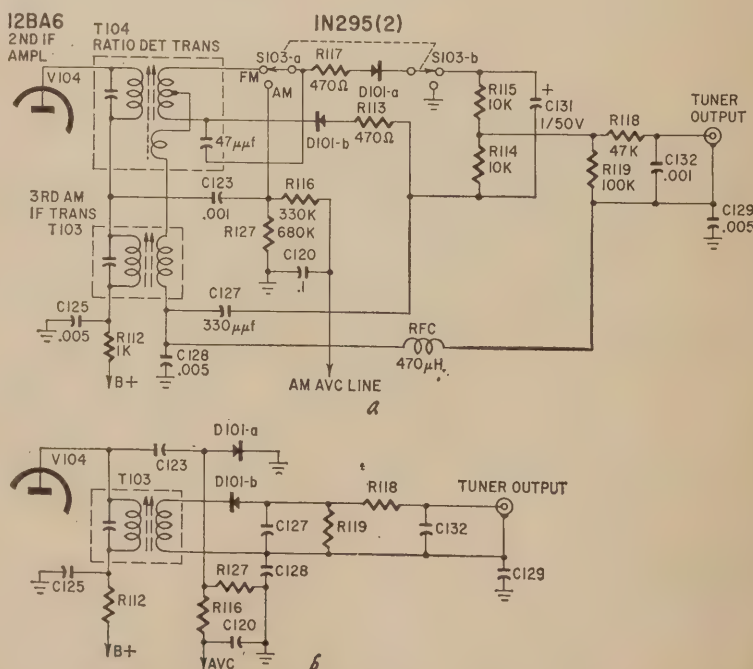 12BA6
2ND IF
AMPL
V104
T104
RATIO DET TRANS
IN295(2)
S103-a
FM
AM
R117
470Ω
D101-a
S103-b
R113
470Ω
D101-b
47μμf
R115
10K
+
C131
1/50V
R114
10K
R118
47K
R119
100K
C132
.001
TUNER
OUTPUT
C129
.005
3RD AM
IF TRANS
T103
C123
.001
R116
330K
R127
680K
C120
.1
C127
330μμf
C125
.005
R112
1K
B+
C128
.005
RFC
470μH
AM AVC LINE
a
V104
C123
D101-a
D101-b
T103
R118
TUNER OUTPUT
C127
R119
C132
C125
R127
C128
C129
R112
R116
C120
B+
AVC
b